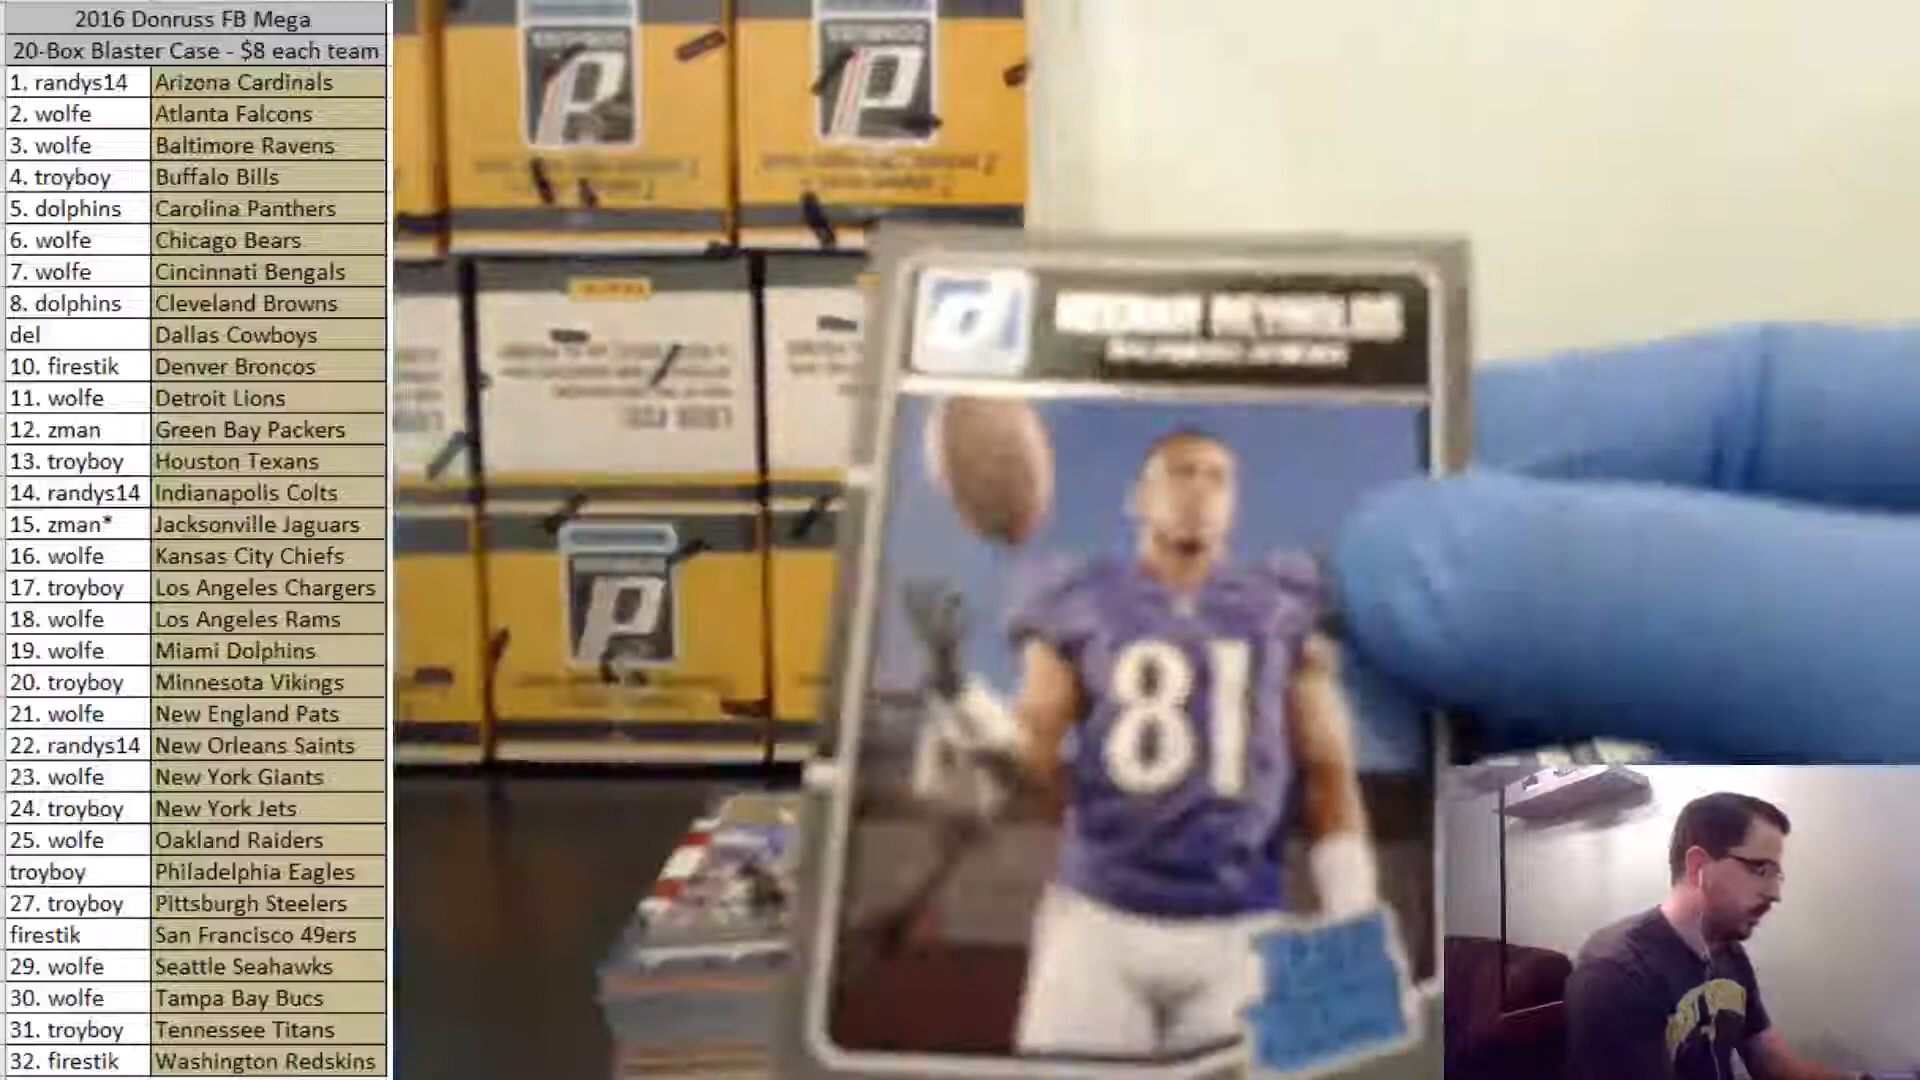 2016 Donruss FB Mega
20-Box Blaster Case - $8 each team
1. randys14 Arizona Cardinals
2. wolfe Atlanta Falcons
3. wolfe Baltimore Ravens
4. troyboy Buffalo Bills
5. dolphins Carolina Panthers
6. wolfe Chicago Bears
7. wolfe Cincinnati Bengals
8. dolphins Cleveland Browns
del Dallas Cowboys
10. firestik Denver Broncos
11. wolfe Detroit Lions
12. zman Green Bay Packers
13. troyboy Houston Texans
14. randys14 Indianapolis Colts
15. zman* Jacksonville Jaguars
16. wolfe Kansas City Chiefs
17. troyboy Los Angeles Chargers
18. wolfe Los Angeles Rams
19. wolfe Miami Dolphins
20. troyboy Minnesota Vikings
21. wolfe New England Pats
22. randys14 New Orleans Saints
23. wolfe New York Giants
24. troyboy New York Jets
25. wolfe Oakland Raiders
troyboy Philadelphia Eagles
27. troyboy Pittsburgh Steelers
firestik San Francisco 49ers
29. wolfe Seattle Seahawks
30. wolfe Tampa Bay Bucs
31. troyboy Tennessee Titans
32. firestik Washington Redskins
81